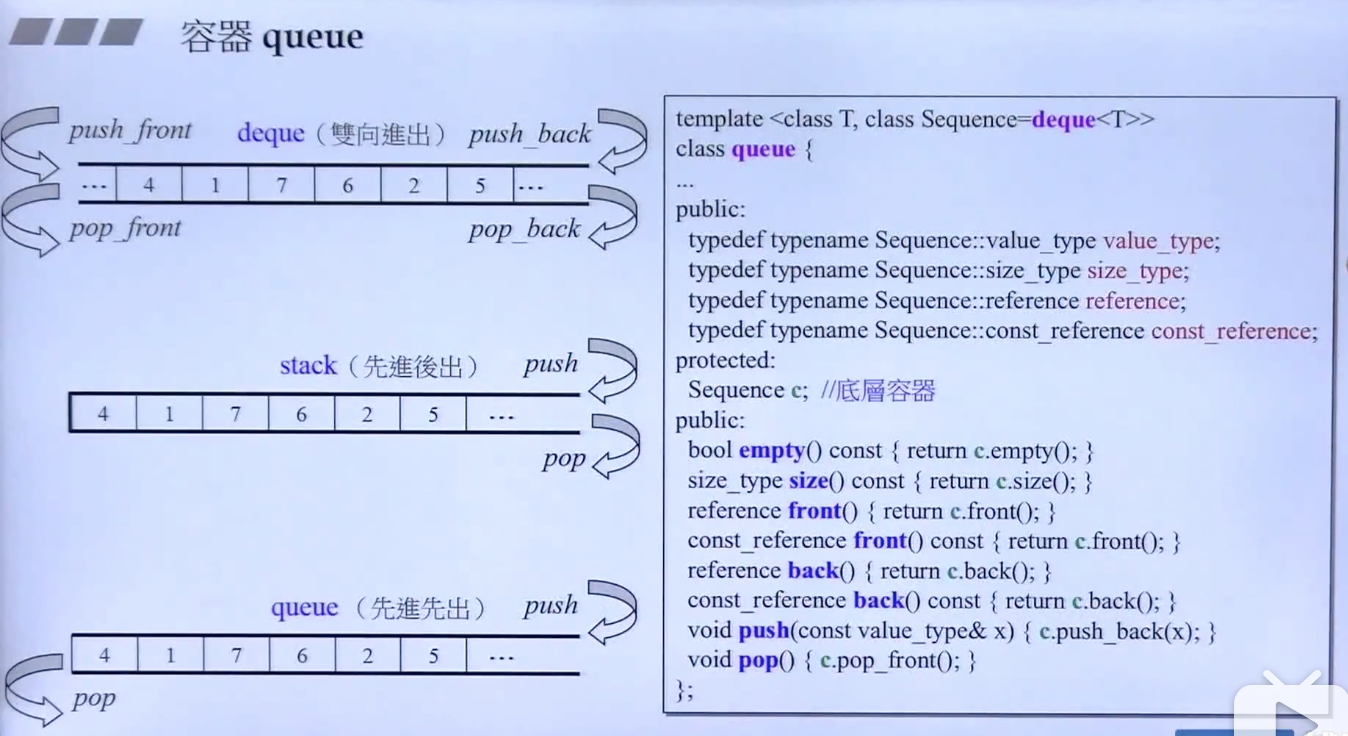 容器 queue
push_front deque（雙向進出） push_back
... 4 1 7 6 2 5 ...
pop_front pop_back
stack（先進後出） push
4 1 7 6 2 5 ...
pop
queue （先進先出） push
4 1 7 6 2 5 ...
pop
template <class T, class Sequence=deque<T>>
class queue {
...
public:
typedef typename Sequence::value_type value_type;
typedef typename Sequence::size_type size_type;
typedef typename Sequence::reference reference;
typedef typename Sequence::const_reference const_reference;
protected:
Sequence c; //底層容器
public:
bool empty() const { return c.empty(); }
size_type size() const { return c.size(); }
reference front() { return c.front(); }
const_reference front() const { return c.front(); }
reference back() { return c.back(); }
const_reference back() const { return c.back(); }
void push(const value_type& x) { c.push_back(x); }
void pop() { c.pop_front(); }
};